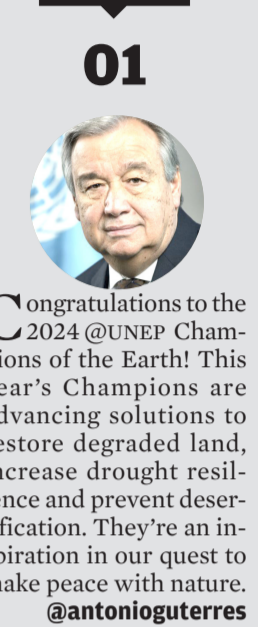 01
Congratulations to the
2024 @UNEP Cham-
ions of the Earth! This
ear's Champions are
dvancing solutions to
estore degraded land,
ncrease drought resil-
ence and prevent deser-
ification. They're an in-
piration in our quest to
make peace with nature.
@antonioguterres